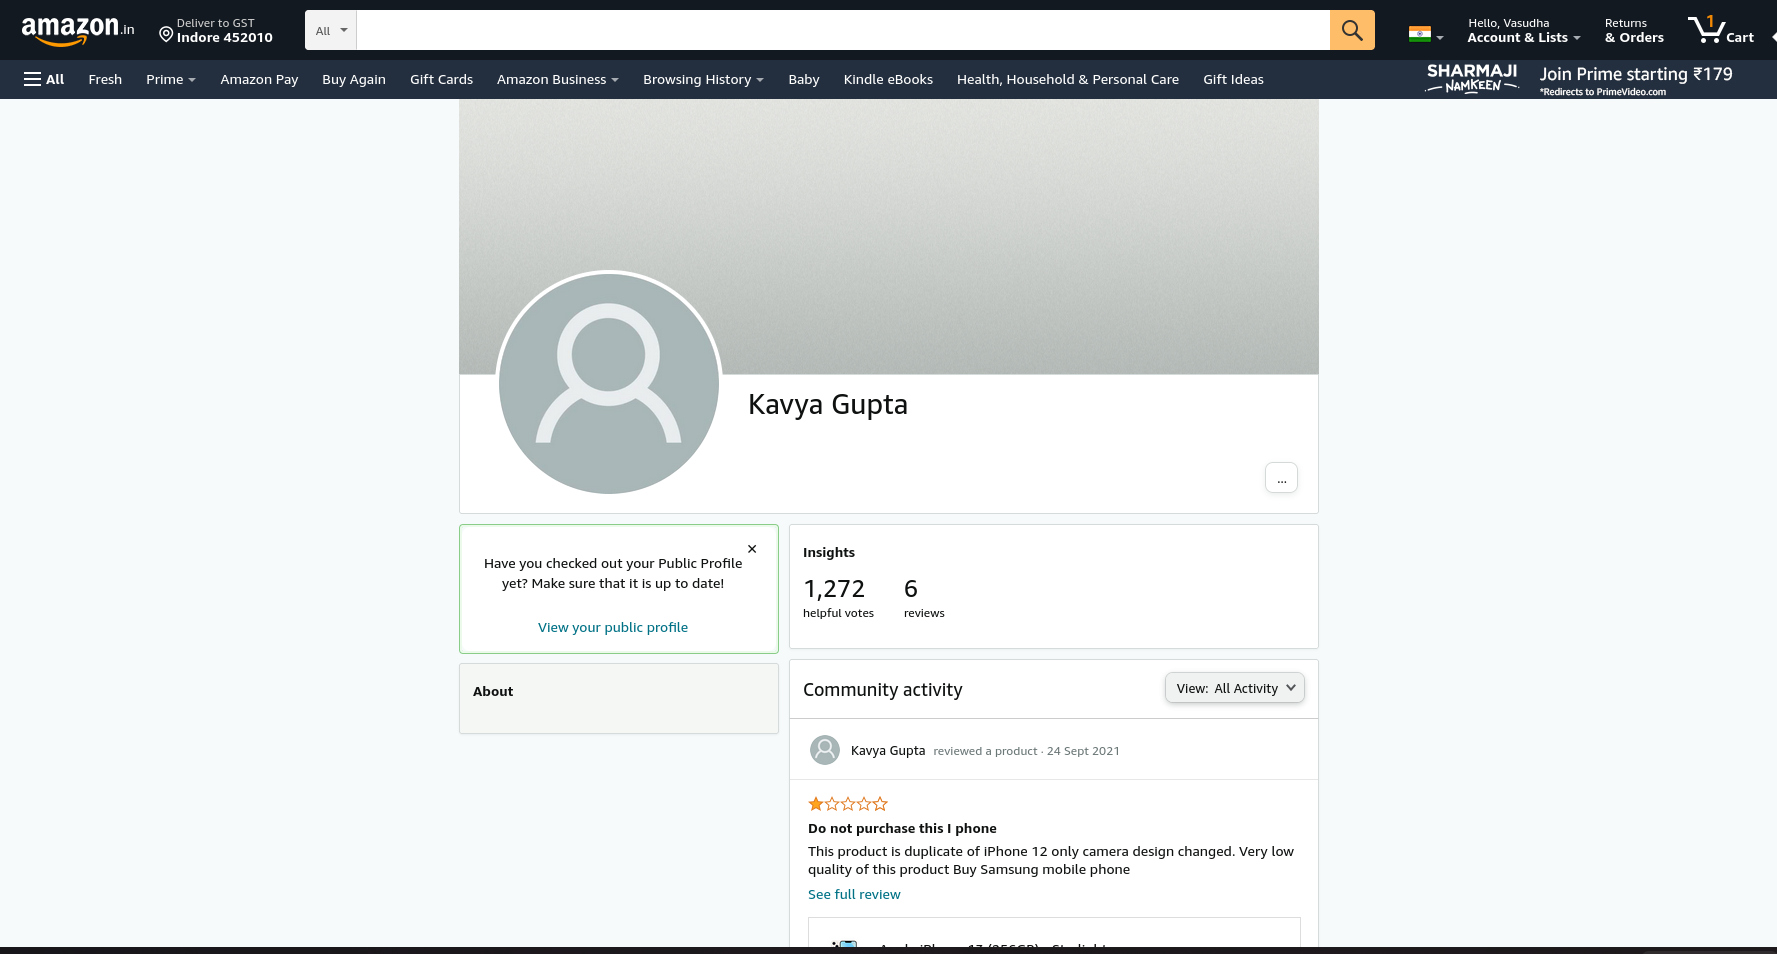 amazon.in
Deliver to GST
Indore 452010
All
Hello, Vasudha
Account & Lists
Returns
& Orders
1
Cart
All
Fresh
Prime
Amazon Pay
Buy Again
Gift Cards
Amazon Business
Browsing History
Baby
Kindle eBooks
Health, Household & Personal Care
Gift Ideas
SHARMAJI
NAMKEEN
Join Prime starting ₹179
*Redirects to PrimeVideo.com
Kavya Gupta
...
Have you checked out your Public Profile
yet? Make sure that it is up to date!
View your public profile
About
Insights
1,272
helpful votes
6
reviews
Community activity
View: All Activity
Kavya Gupta reviewed a product · 24 Sept 2021
Do not purchase this I phone
This product is duplicate of iPhone 12 only camera design changed. Very low
quality of this product Buy Samsung mobile phone
See full review